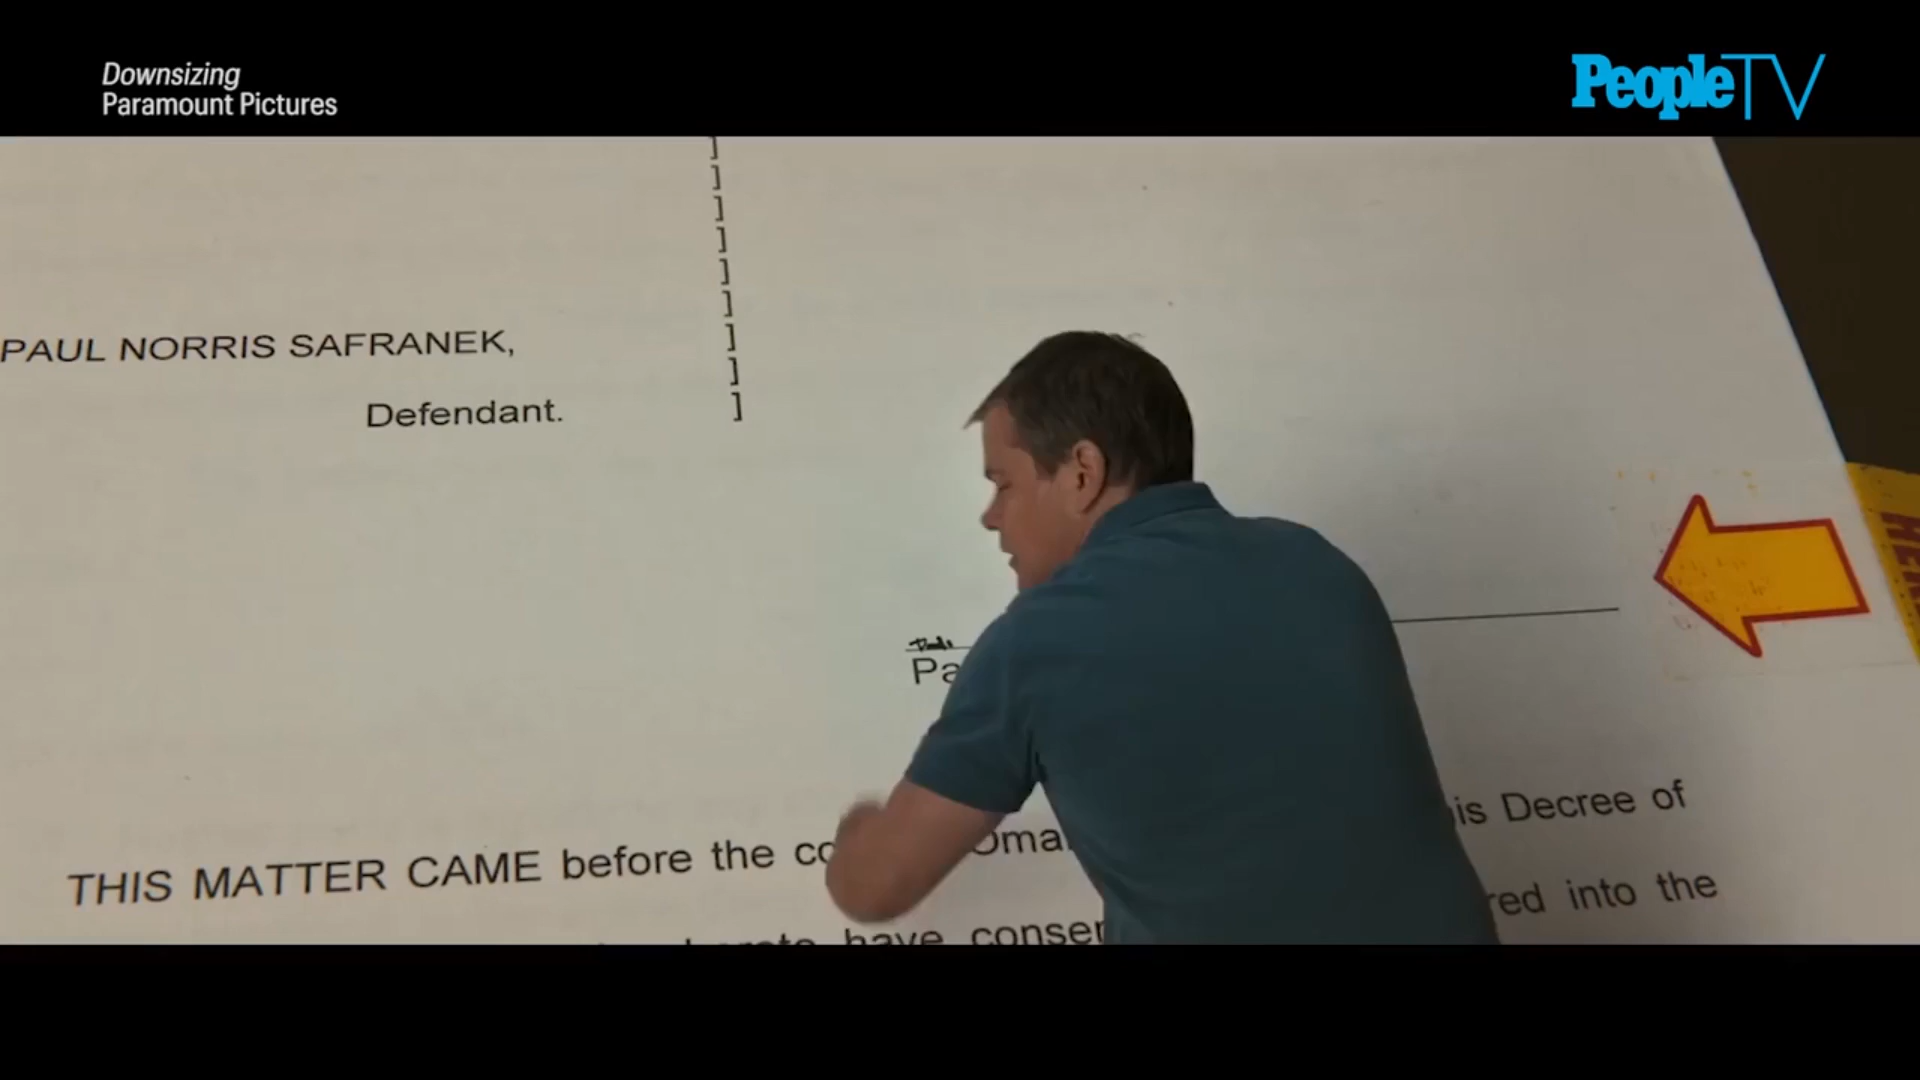 Downsizing
Paramount Pictures
PeopleTV
]
]
]
]
]
]
PAUL NORRIS SAFRANEK, ]
]
Defendant. ]
Pa
THIS MATTER CAME before the co Oma is Decree of
red into the
have conser